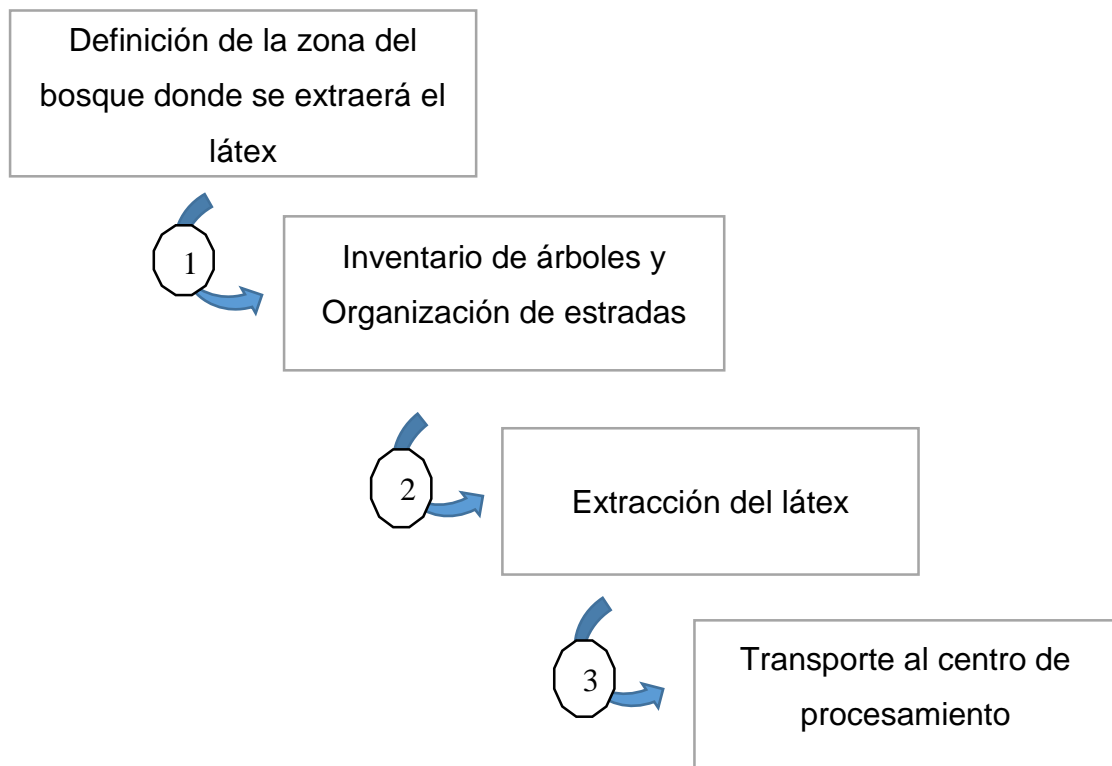 Definición de la zona del
bosque donde se extraerá el
látex
1
Inventario de árboles y
Organización de estradas
2
Extracción del látex
3
Transporte al centro de
procesamiento